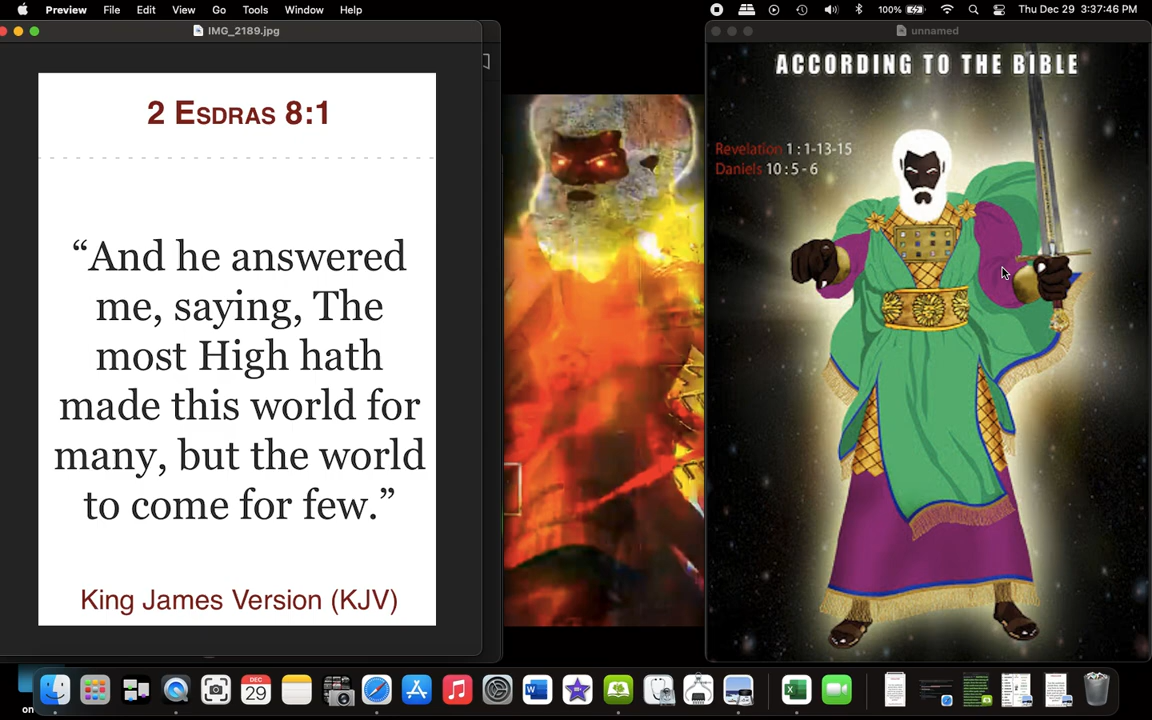 Preview File Edit View Go Tools Window Help
100% Thu Dec 29 3:37:46 PM
IMG_2189.jpg
unnamed
2 ESDRAS 8:1
“And he answered
me, saying, The
most High hath
made this world for
many, but the world
to come for few.”
King James Version (KJV)
ACCORDING TO THE BIBLE
Revelation 1:1-13-15
Daniels 10:5-6
DEC
29
on